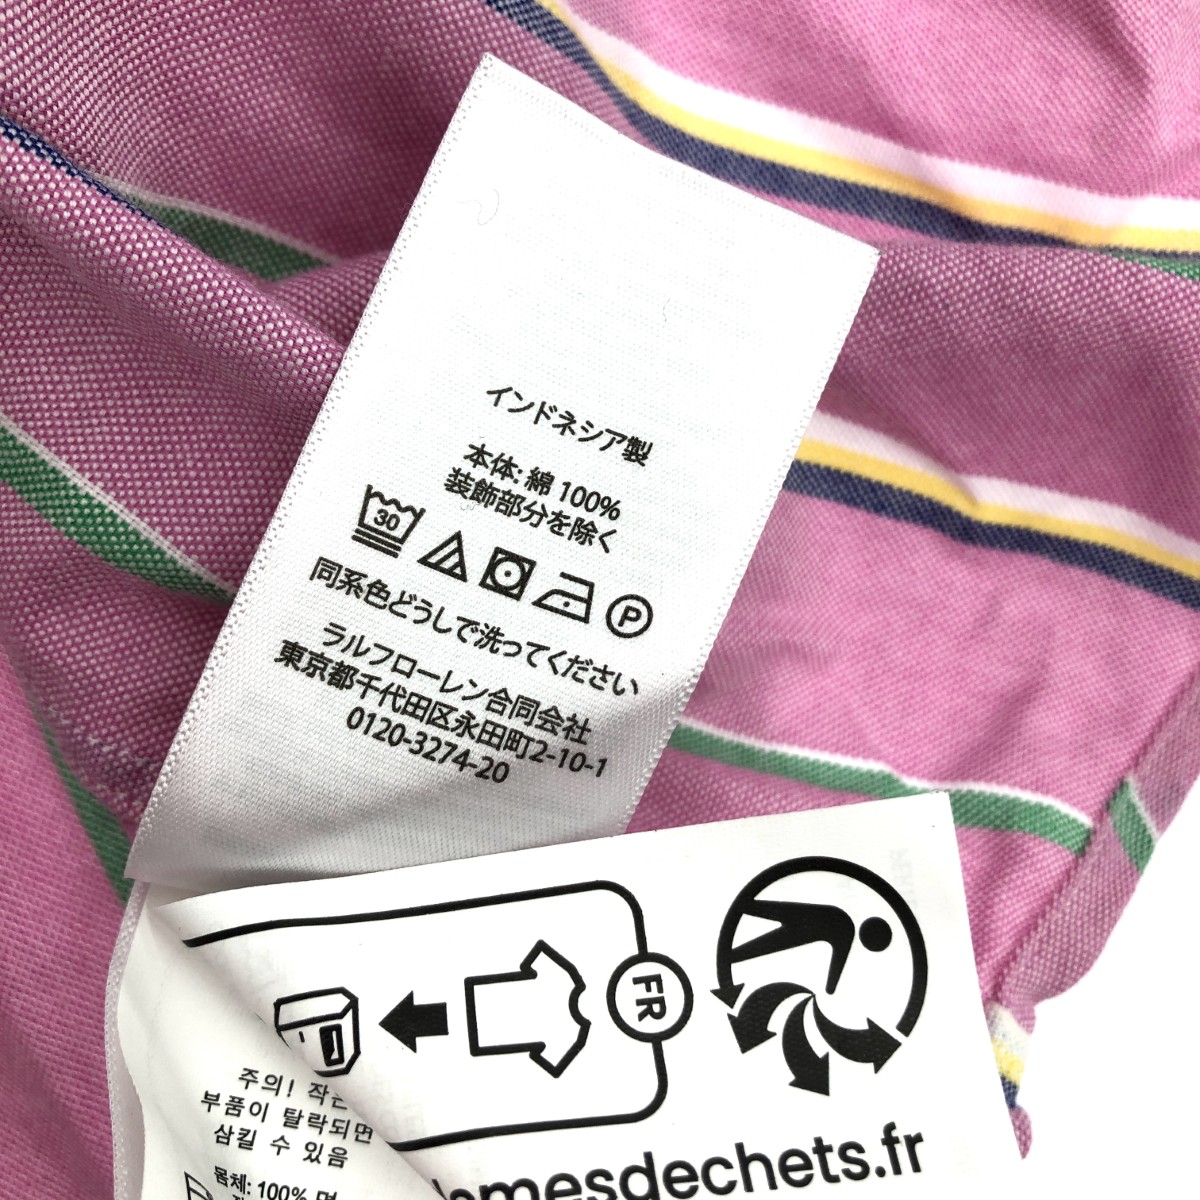 インドネシア製
本体: 綿 100%
装飾部分を除く
30
P
同系色どうしで洗ってください
ラルフローレン合同会社
東京都千代田区永田町2-10-1
0120-3274-20
FR
주의! 작은
부품이 탈락되면
삼킬 수 있음
몸체: 100% 면
mesdechets.fr